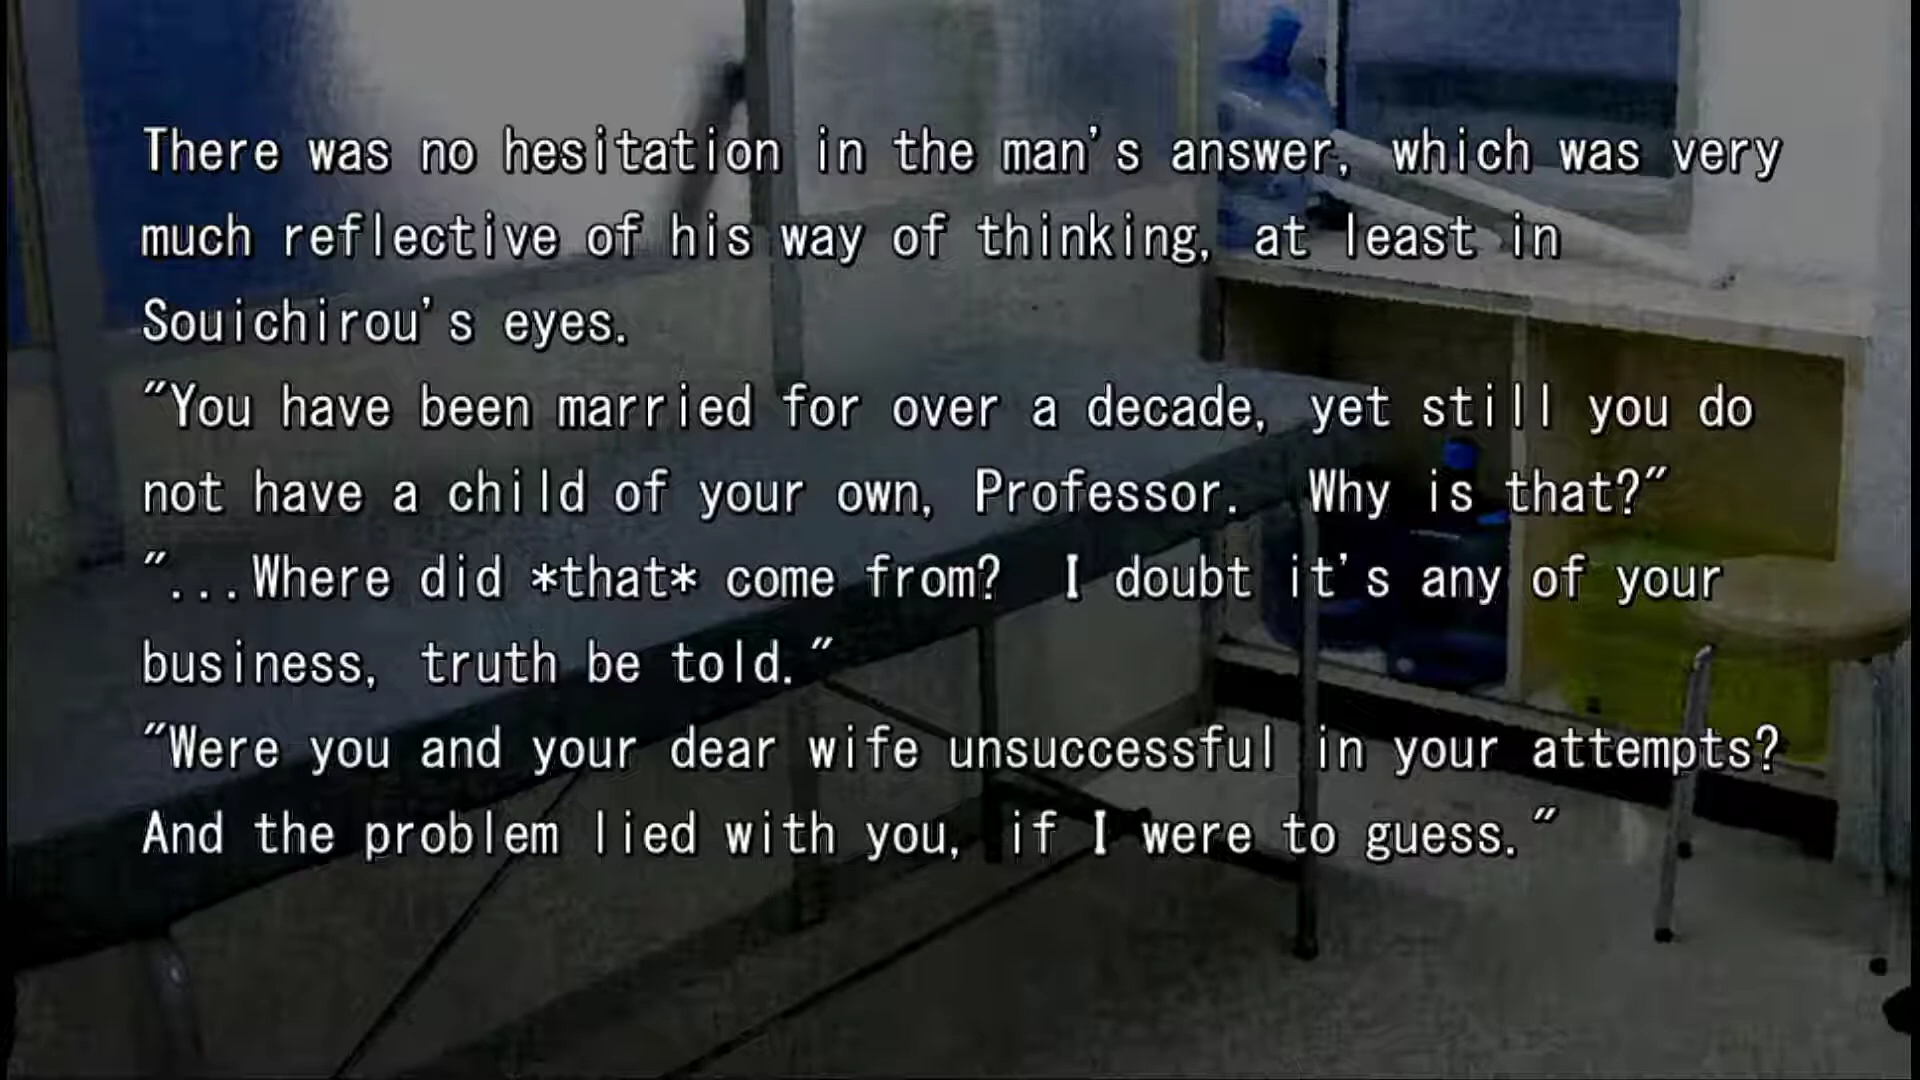 There was no hesitation in the man's answer, which was very
much reflective of his way of thinking, at least in
Souichirou's eyes.
"You have been married for over a decade, yet still you do
not have a child of your own, Professor.  Why is that?"
"...Where did *that* come from?  I doubt it's any of your
business, truth be told."
"Were you and your dear wife unsuccessful in your attempts?
And the problem lied with you, if I were to guess."